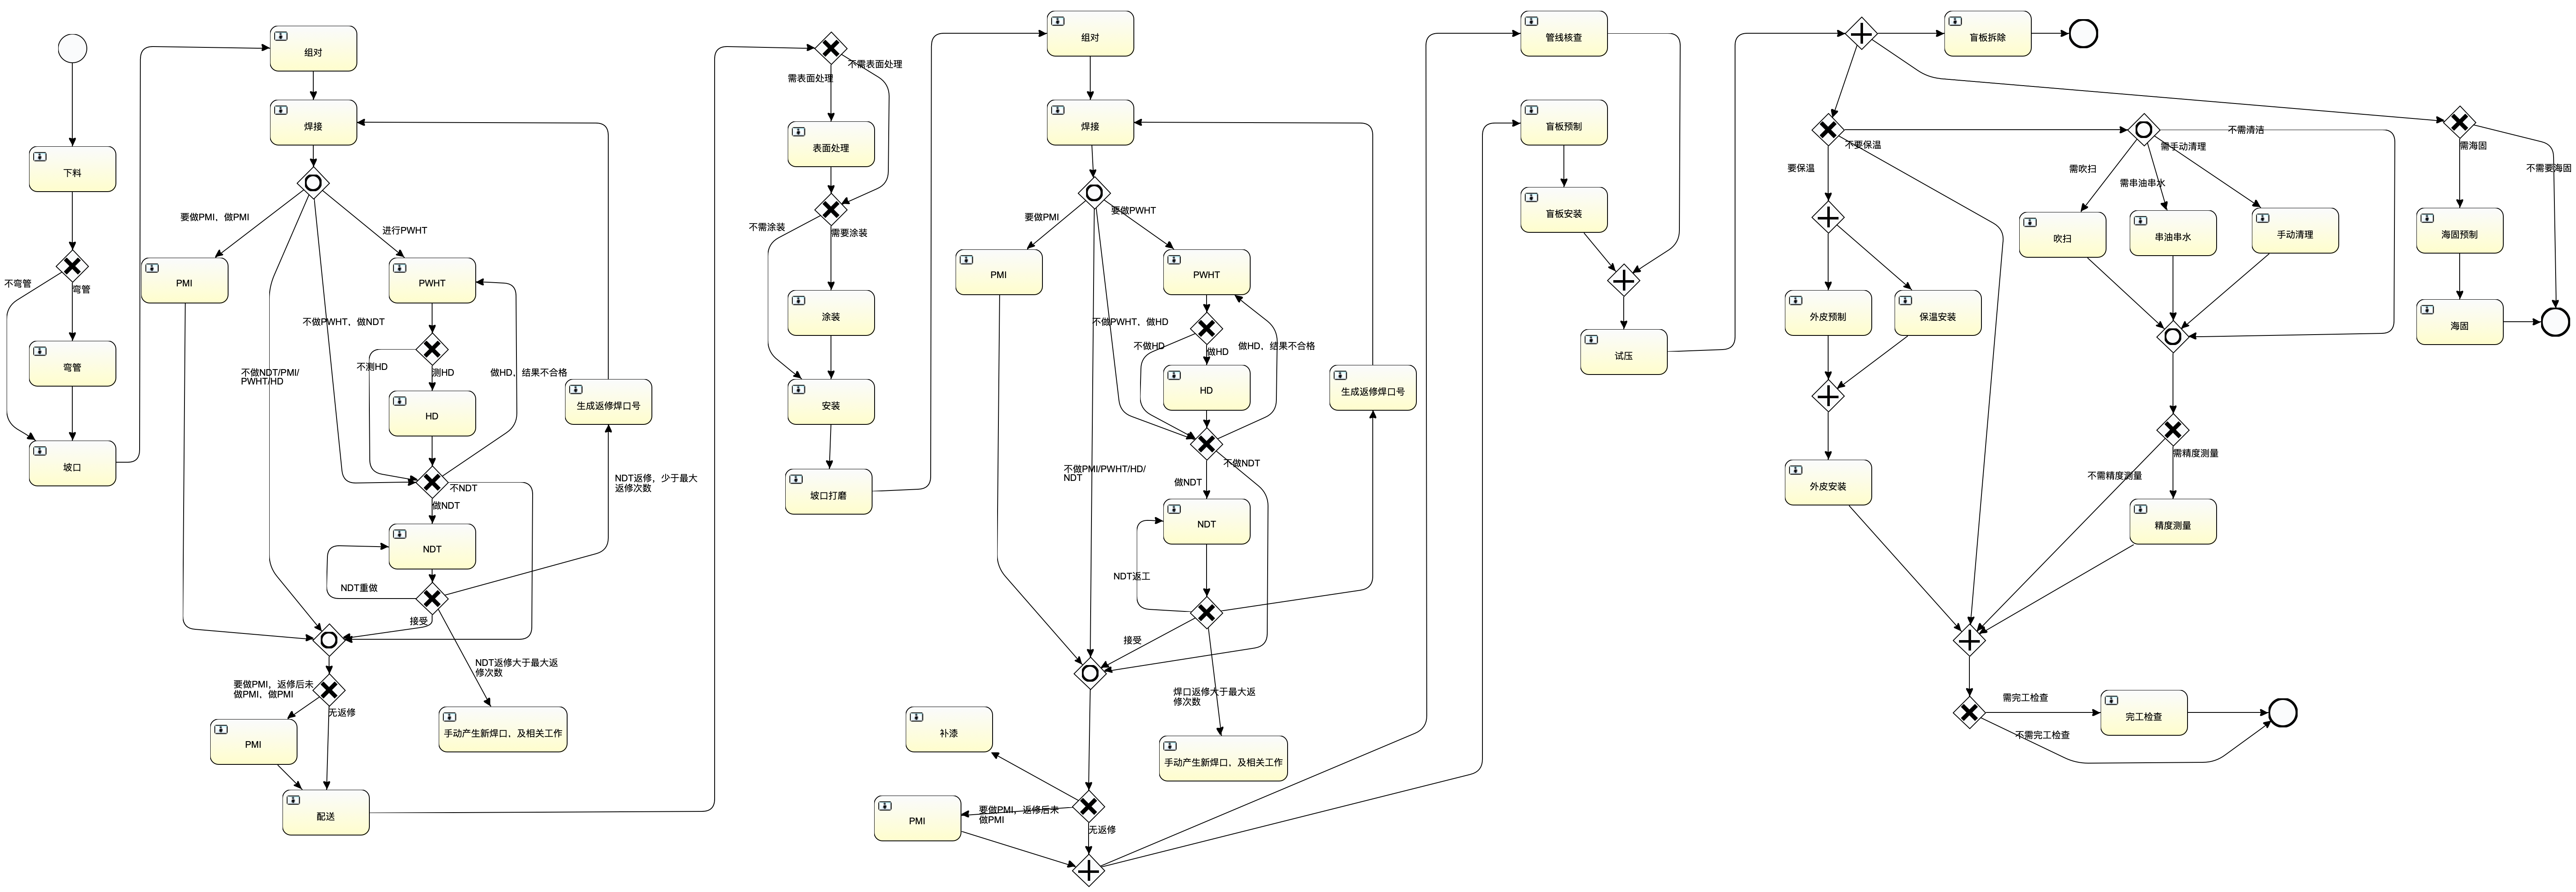 下料
不弯管
弯管
弯管
坡口
组对
焊接
要做PMI，做PMI
进行PWHT
PMI
PWHT
不做PWHT，做NDT
不做NDT/PMI/
PWHT/HD
不测HD
测HD
做HD，结果不合格
HD
生成返修焊口号
不NDT
做NDT
NDT返修，少于最大
返修次数
NDT
NDT重做
接受
NDT返修大于最大返
修次数
要做PMI，返修后未
做PMI，做PMI
无返修
PMI
手动产生新焊口，及相关工作
配送
不需表面处理
需表面处理
表面处理
不需涂装
需要涂装
涂装
安装
坡口打磨
组对
焊接
要做PMI
要做PWHT
PMI
PWHT
不做PWHT，做HD
不做HD
做HD
做HD，结果不合格
HD
生成返修焊口号
不做PMI/PWHT/HD/
NDT
不做NDT
做NDT
NDT
NDT返工
接受
焊口返修大于最大返
修次数
补漆
手动产生新焊口，及相关工作
要做PMI，返修后未
做PMI
PMI
无返修
管线核查
盲板预制
盲板安装
试压
盲板拆除
不要保温
要保温
不需清洁
需手动清理
需吹扫
需串油串水
吹扫
串油串水
手动清理
外皮预制
保温安装
外皮安装
需精度测量
不需精度测量
精度测量
需完工检查
不需完工检查
完工检查
需海固
不需要海固
海固预制
海固